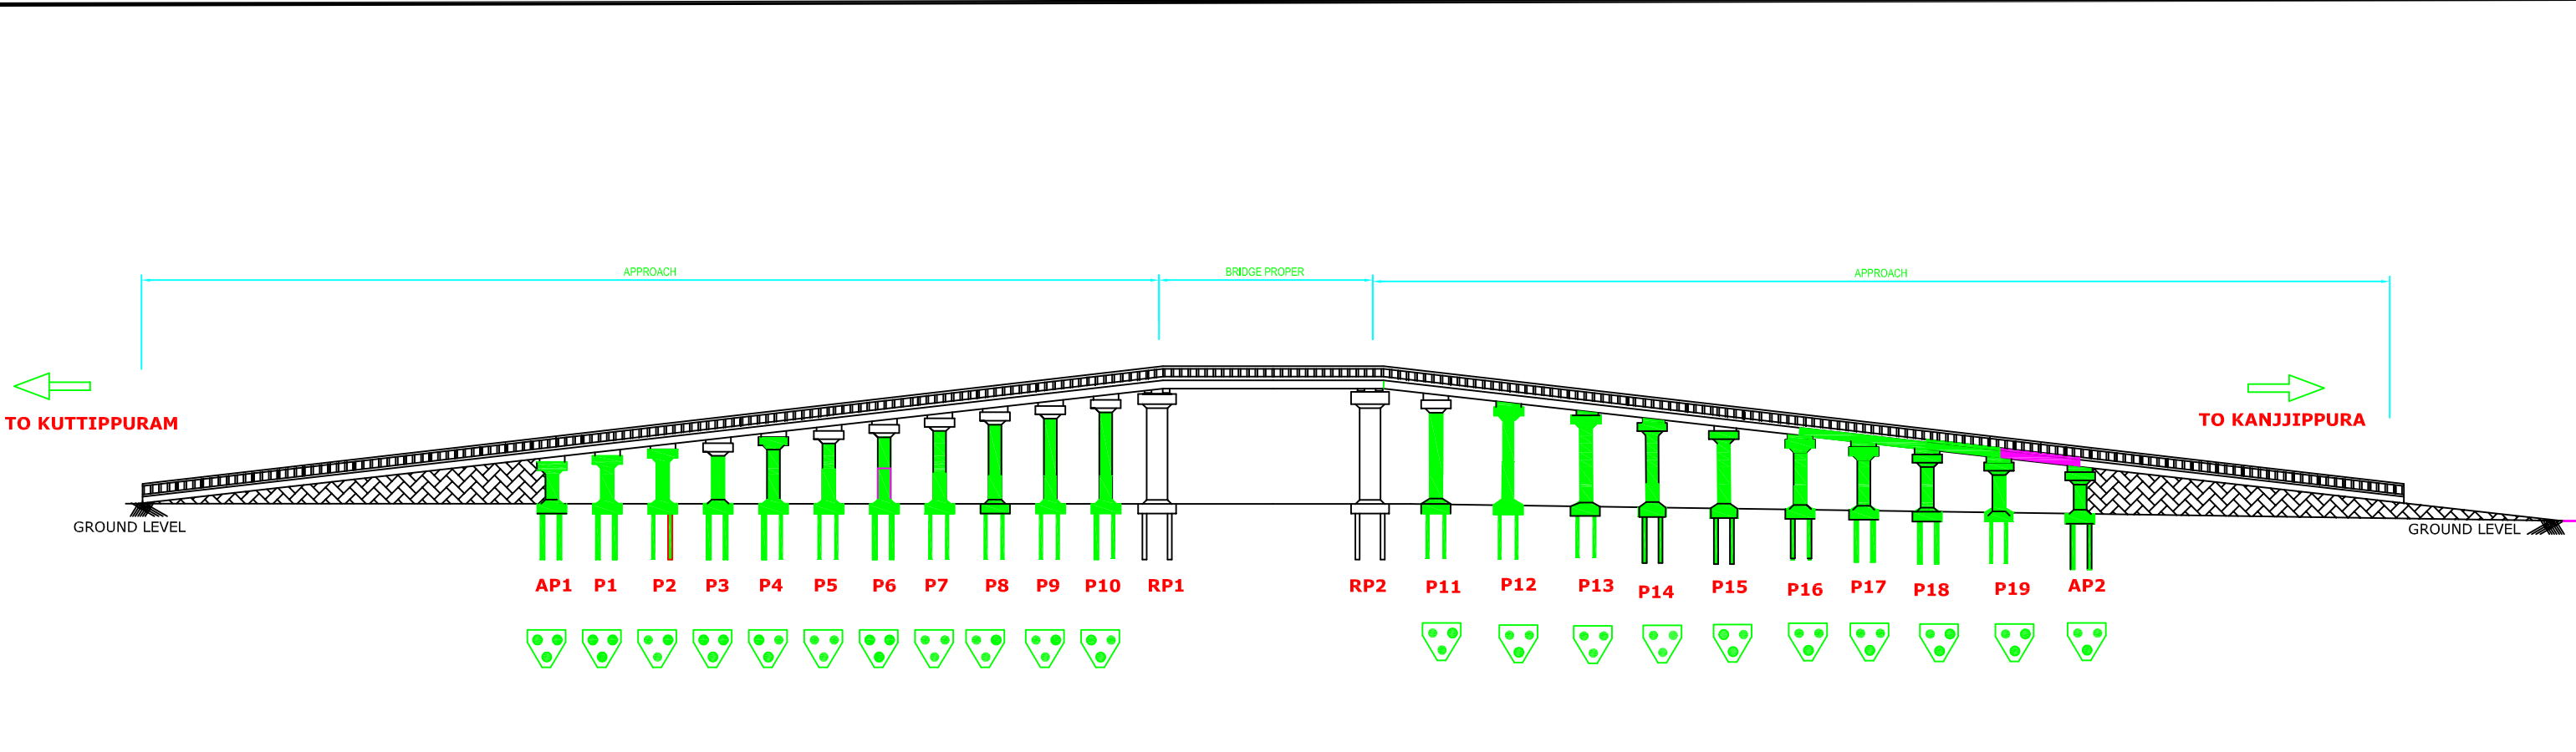 APPROACH
BRIDGE PROPER
APPROACH
TO KUTTIPPURAM
TO KANJJIPPURA
GROUND LEVEL
GROUND LEVEL
AP1 P1 P2 P3 P4 P5 P6 P7 P8 P9 P10 RP1 RP2 P11 P12 P13 P14 P15 P16 P17 P18 P19 AP2